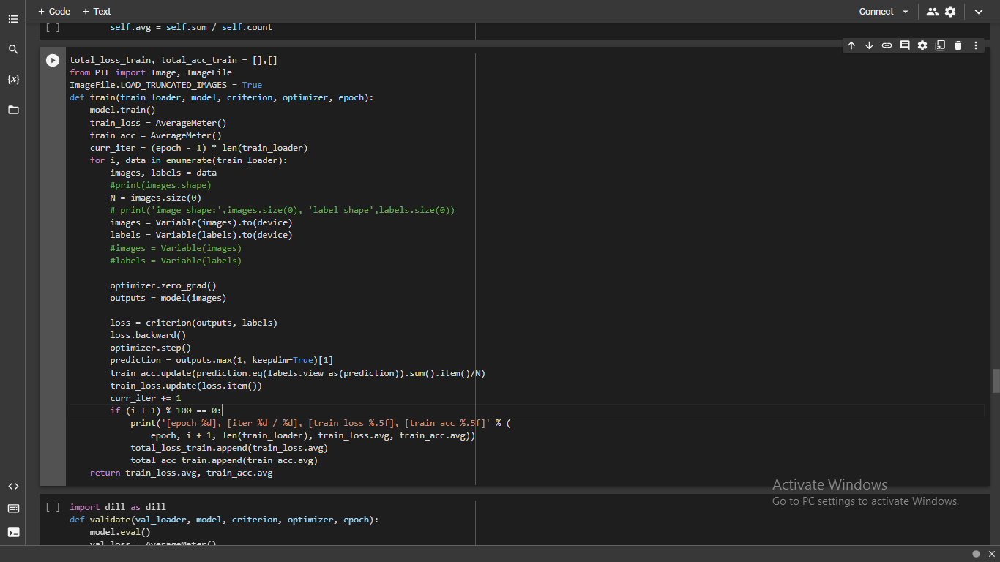 + Code + Text
Connect
[ ] self.avg = self.sum / self.count
total_loss_train, total_acc_train = [],[]
from PIL import Image, ImageFile
ImageFile.LOAD_TRUNCATED_IMAGES = True
def train(train_loader, model, criterion, optimizer, epoch):
    model.train()
    train_loss = AverageMeter()
    train_acc = AverageMeter()
    curr_iter = (epoch - 1) * len(train_loader)
    for i, data in enumerate(train_loader):
        images, labels = data
        #print(images.shape)
        N = images.size(0)
        # print('image shape:',images.size(0), 'label shape',labels.size(0))
        images = Variable(images).to(device)
        labels = Variable(labels).to(device)
        #images = Variable(images)
        #labels = Variable(labels)
        optimizer.zero_grad()
        outputs = model(images)
        loss = criterion(outputs, labels)
        loss.backward()
        optimizer.step()
        prediction = outputs.max(1, keepdim=True)[1]
        train_acc.update(prediction.eq(labels.view_as(prediction)).sum().item()/N)
        train_loss.update(loss.item())
        curr_iter += 1
        if (i + 1) % 100 == 0:
            print('[epoch %d], [iter %d / %d], [train loss %.5f], [train acc %.5f]' % (
                epoch, i + 1, len(train_loader), train_loss.avg, train_acc.avg))
            total_loss_train.append(train_loss.avg)
            total_acc_train.append(train_acc.avg)
    return train_loss.avg, train_acc.avg
Activate Windows
Go to PC settings to activate Windows.
[ ] import dill as dill
def validate(val_loader, model, criterion, optimizer, epoch):
    model.eval()
    val_loss = AverageMeter()